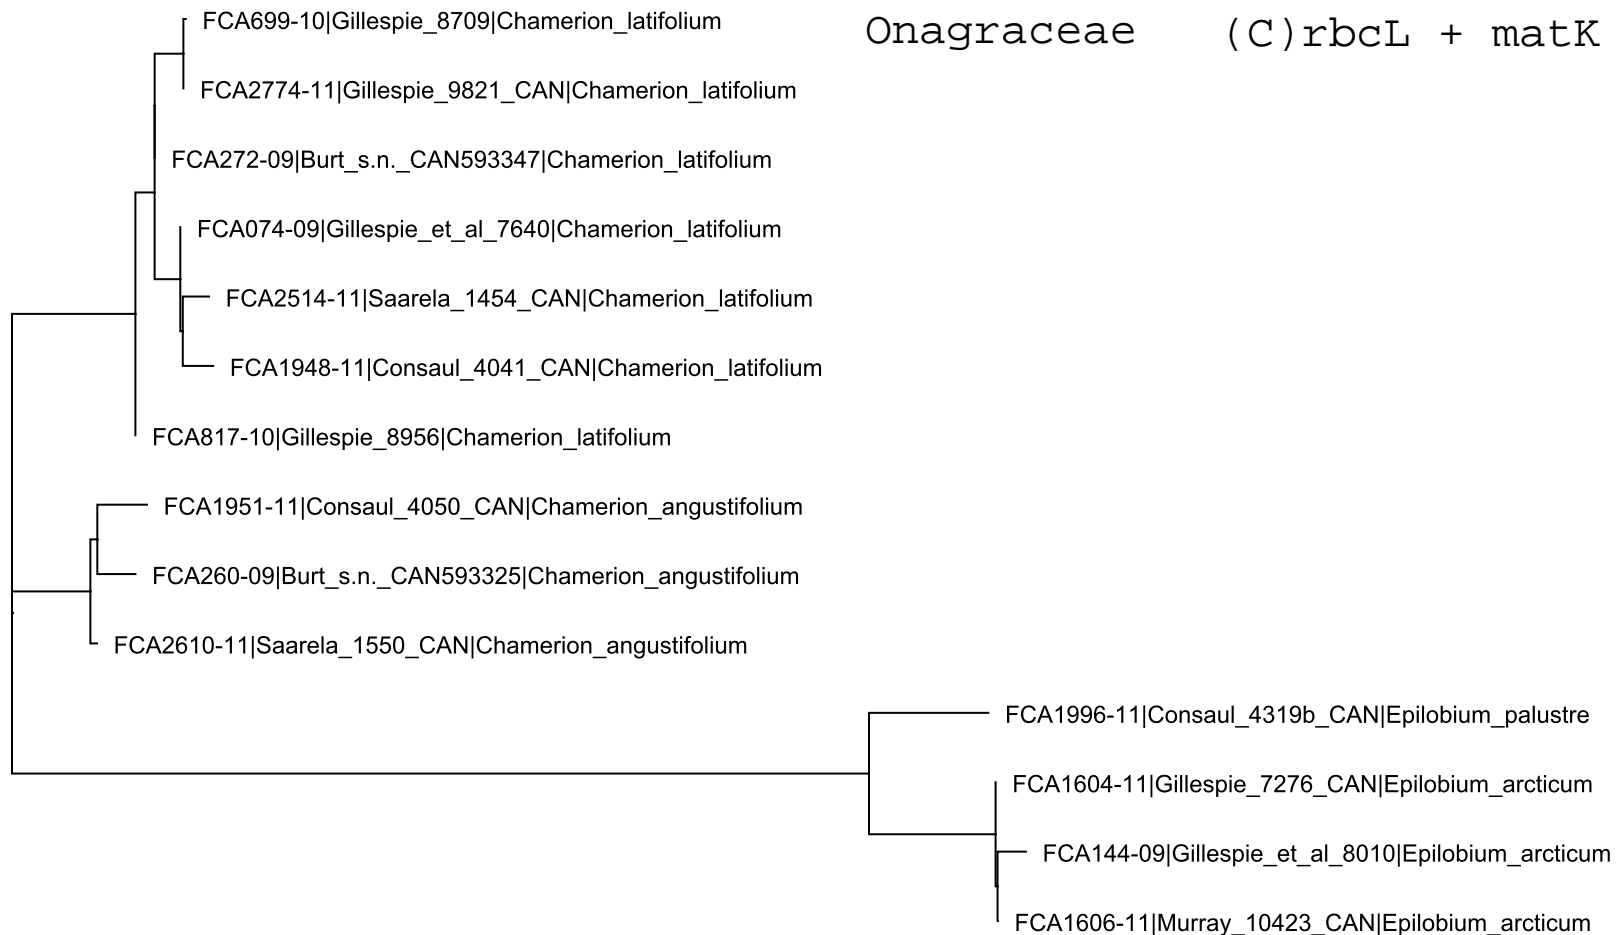 FCA699-10|Gillespie_8709|Chamerion_latifolium
Onagraceae (C)rbcL + matK
FCA2774-11|Gillespie_9821_CAN|Chamerion_latifolium
FCA272-09|Burt_s.n._CAN593347|Chamerion_latifolium
FCA074-09|Gillespie_et_al_7640|Chamerion_latifolium
FCA2514-11|Saarela_1454_CAN|Chamerion_latifolium
FCA1948-11|Consaul_4041_CAN|Chamerion_latifolium
FCA817-10|Gillespie_8956|Chamerion_latifolium
FCA1951-11|Consaul_4050_CAN|Chamerion_angustifolium
FCA260-09|Burt_s.n._CAN593325|Chamerion_angustifolium
FCA2610-11|Saarela_1550_CAN|Chamerion_angustifolium
FCA1996-11|Consaul_4319b_CAN|Epilobium_palustre
FCA1604-11|Gillespie_7276_CAN|Epilobium_arcticum
FCA144-09|Gillespie_et_al_8010|Epilobium_arcticum
FCA1606-11|Murray_10423_CAN|Epilobium_arcticum